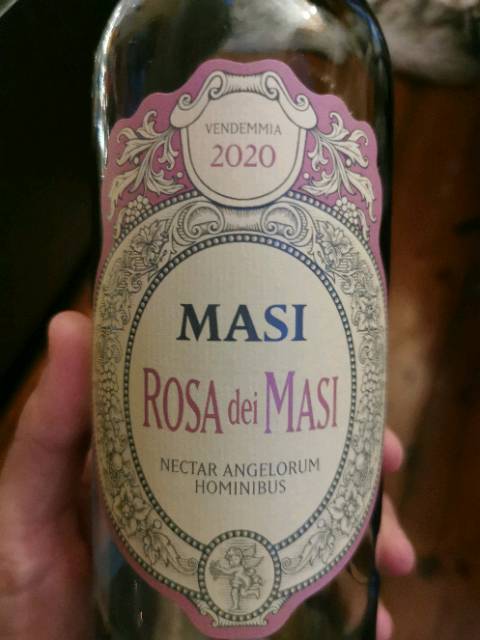 VENDEMMIA
2020
MASI
ROSA dei MASI
NECTAR ANGELORUM
HOMINIBUS